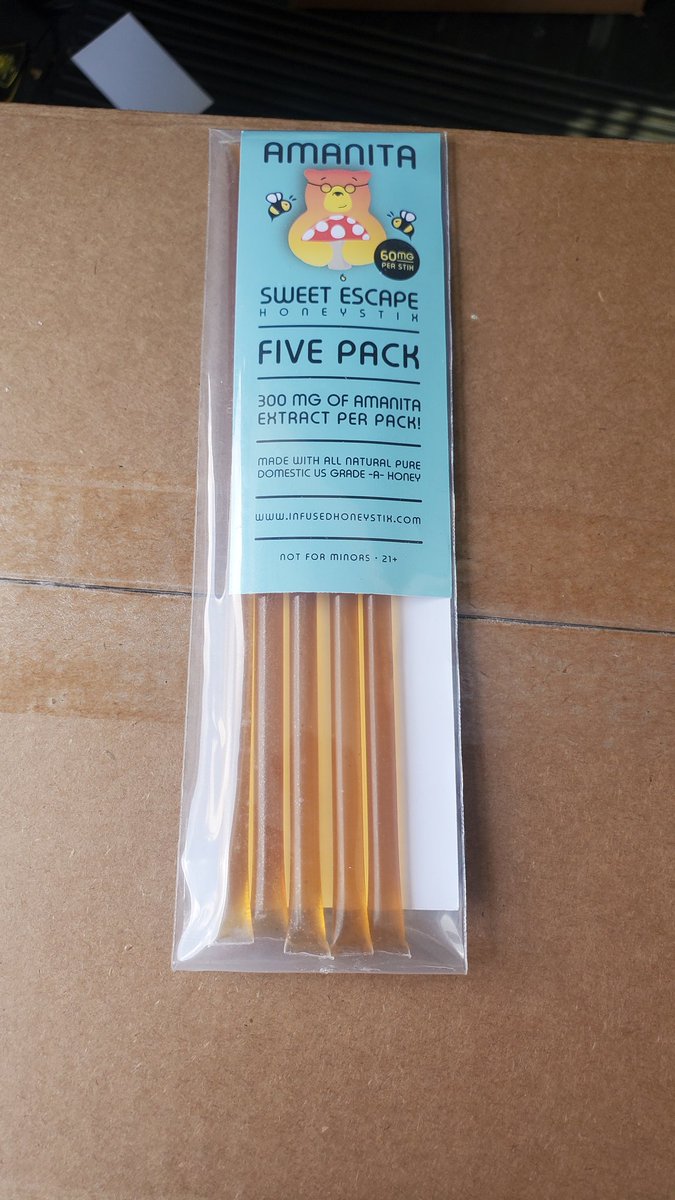 AMANITA
60MG
PER STIX
SWEET ESCAPE
HONEYSTIX
FIVE PACK
300 MG OF AMANITA
EXTRACT PER PACK!
MADE WITH ALL NATURAL PURE
DOMESTIC US GRADE -A- HONEY
WWW.INFUSEDHONEYSTIX.COM
NOT FOR MINORS • 21+